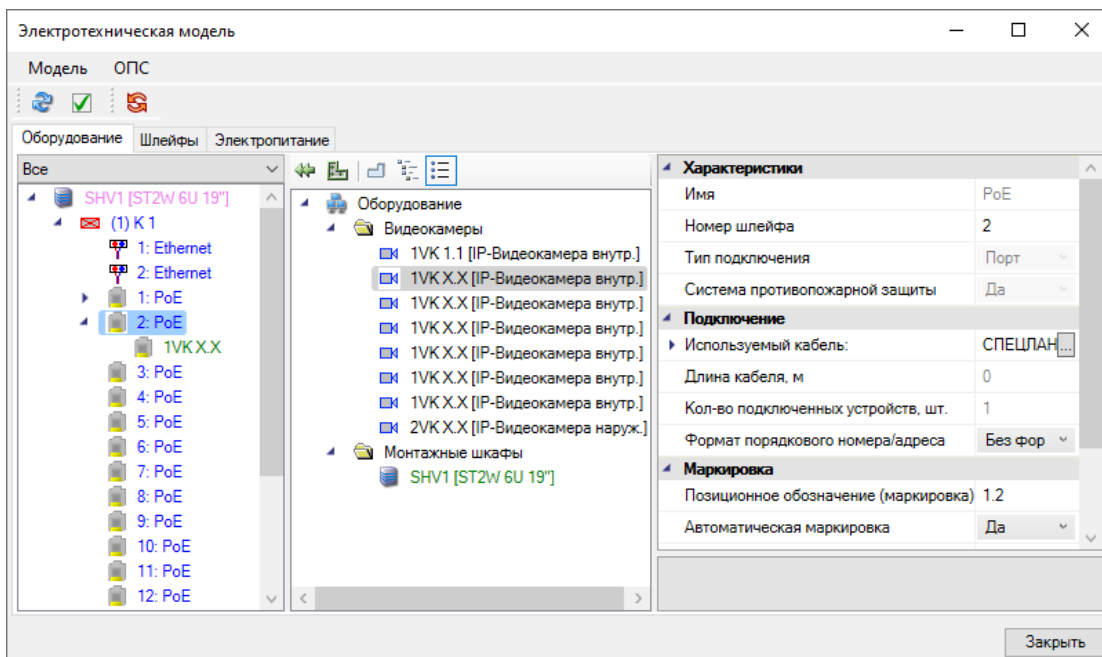 Электротехническая модель
Модель ОПС
Оборудование Шлейфы Электропитание
Все
SHV1 [ST2W 6U 19"]
(1) K 1
1: Ethernet
2: Ethernet
1: PoE
2: PoE
1VK X.X
3: PoE
4: PoE
5: PoE
6: PoE
7: PoE
8: PoE
9: PoE
10: PoE
11: PoE
12: PoE
Оборудование
Видеокамеры
1VK 1.1 [IP-Видеокамера внутр.]
1VK X.X [IP-Видеокамера внутр.]
1VK X.X [IP-Видеокамера внутр.]
1VK X.X [IP-Видеокамера внутр.]
1VK X.X [IP-Видеокамера внутр.]
1VK X.X [IP-Видеокамера внутр.]
1VK X.X [IP-Видеокамера внутр.]
2VK X.X [IP-Видеокамера наруж.]
Монтажные шкафы
SHV1 [ST2W 6U 19"]
Характеристики
Имя PoE
Номер шлейфа 2
Тип подключения Порт
Система противопожарной защиты Да
Подключение
Используемый кабель: СПЕЦЛАН...
Длина кабеля, м 0
Кол-во подключенных устройств, шт. 1
Формат порядкового номера/адреса Без фор
Маркировка
Позиционное обозначение (маркировка) 1.2
Автоматическая маркировка Да
Закрыть